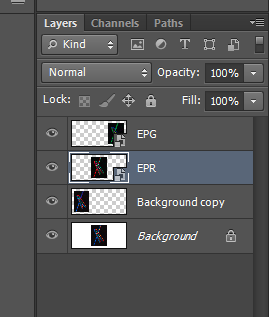 Layers Channels Paths
Kind T
Normal Opacity: 100%
Lock: Fill: 100%
EPG
EPR
Background copy
Background